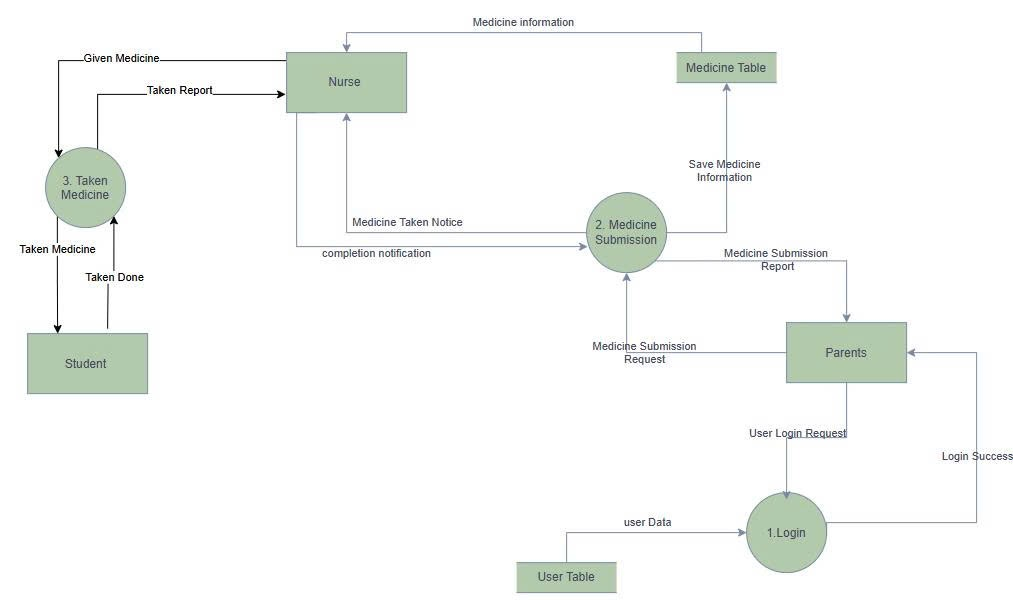 Medicine information
Given Medicine
Nurse
Medicine Table
Taken Report
3. Taken
Medicine
Save Medicine
Information
Medicine Taken Notice
2. Medicine
Submission
Taken Medicine
completion notification
Medicine Submission
Report
Taken Done
Medicine Submission
Request
Parents
Student
User Login Request
Login Success
user Data
1.Login
User Table